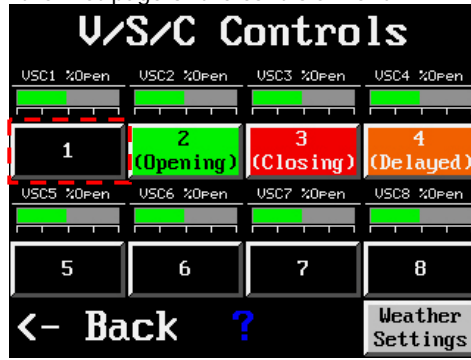 V/S/C Controls
VSC1 %Open VSC2 %Open VSC3 %Open VSC4 %Open
1 2 (Opening) 3 (Closing) 4 (Delayed)
VSC5 %Open VSC6 %Open VSC7 %Open VSC8 %Open
5 6 7 8
<- Back ? Weather Settings